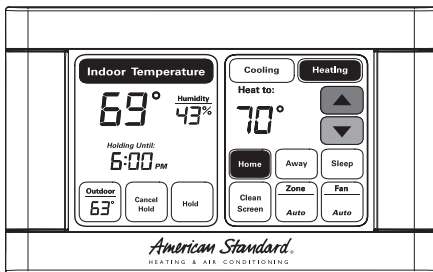 Indoor Temperature
69°
Humidity
43%
Holding Until:
6:00 PM
Outdoor
63°
Cancel
Hold
Hold
Cooling
Heating
Heat to:
70°
Home
Away
Sleep
Clean
Screen
Zone
Auto
Fan
Auto
American Standard®
HEATING & AIR CONDITIONING